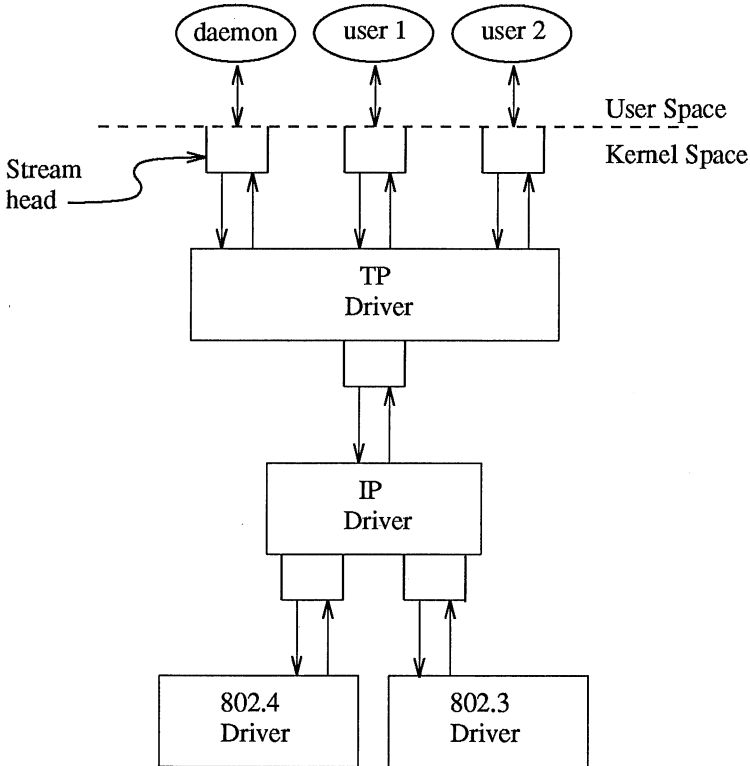 daemon
user 1
user 2
User Space
Kernel Space
Stream
head
TP
Driver
IP
Driver
802.4
Driver
802.3
Driver